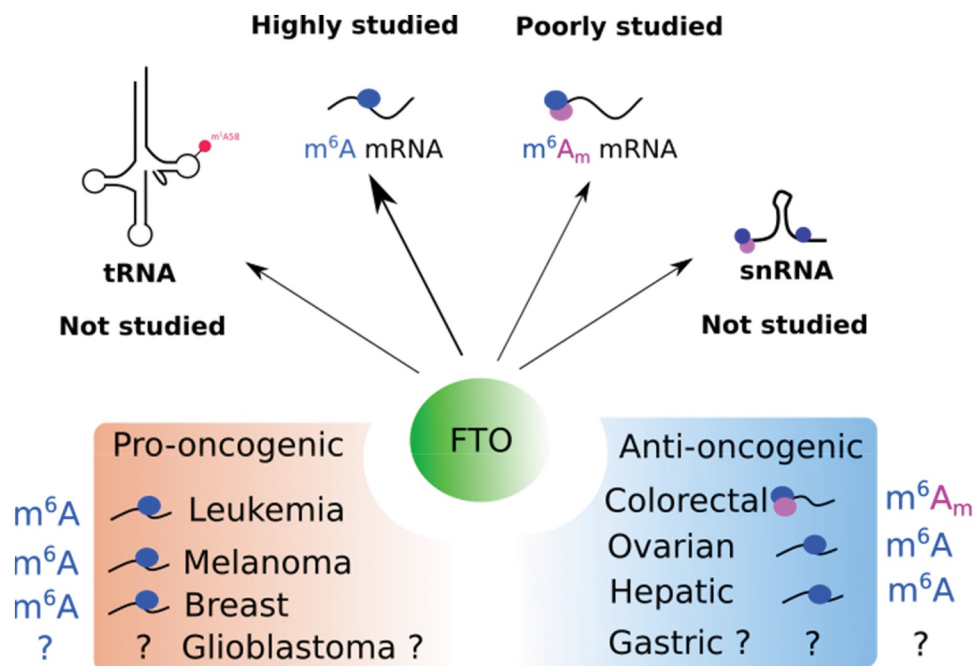 Highly studied
Poorly studied
m¹A58
m⁶A mRNA
m⁶Aₘ mRNA
tRNA
Not studied
snRNA
Not studied
FTO
Pro-oncogenic
m⁶A Leukemia
m⁶A Melanoma
m⁶A Breast
? ? Glioblastoma ?
Anti-oncogenic
Colorectal m⁶Aₘ
Ovarian m⁶A
Hepatic m⁶A
Gastric ? ? ?